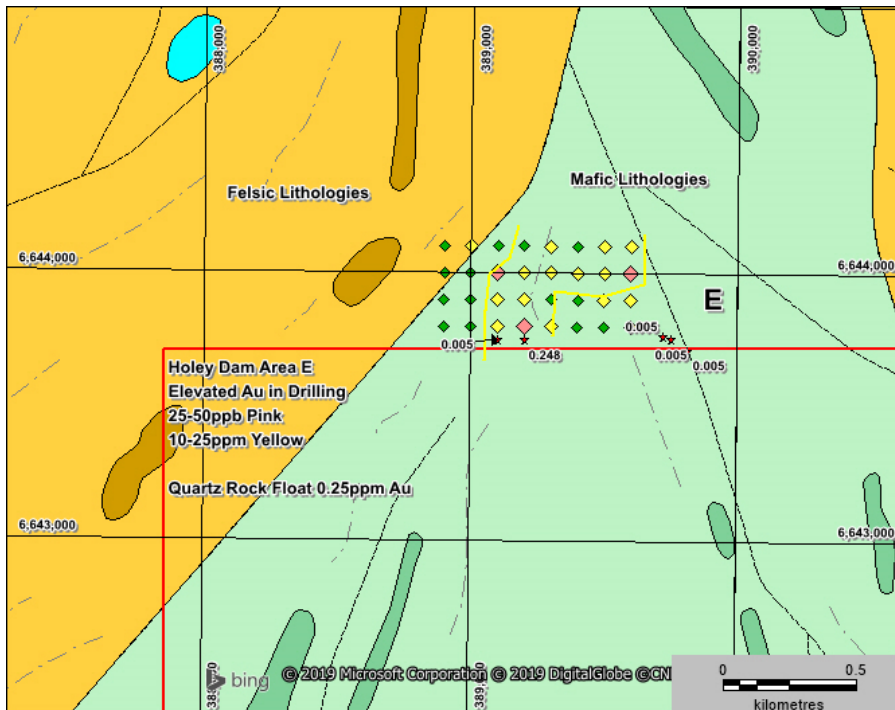 388,000
389,000
390,000
Felsic Lithologies
Mafic Lithologies
6,644,000
6,644,000
E
0.005
0.248
-0.005
0.005
0.005
Holey Dam Area E
Elevated Au in Drilling
25-50ppb Pink
10-25ppm Yellow
Quartz Rock Float 0.25ppm Au
6,643,000
6,643,000
bing
© 2019 Microsoft Corporation © 2019 DigitalGlobe ©CN
0 0.5
kilometres